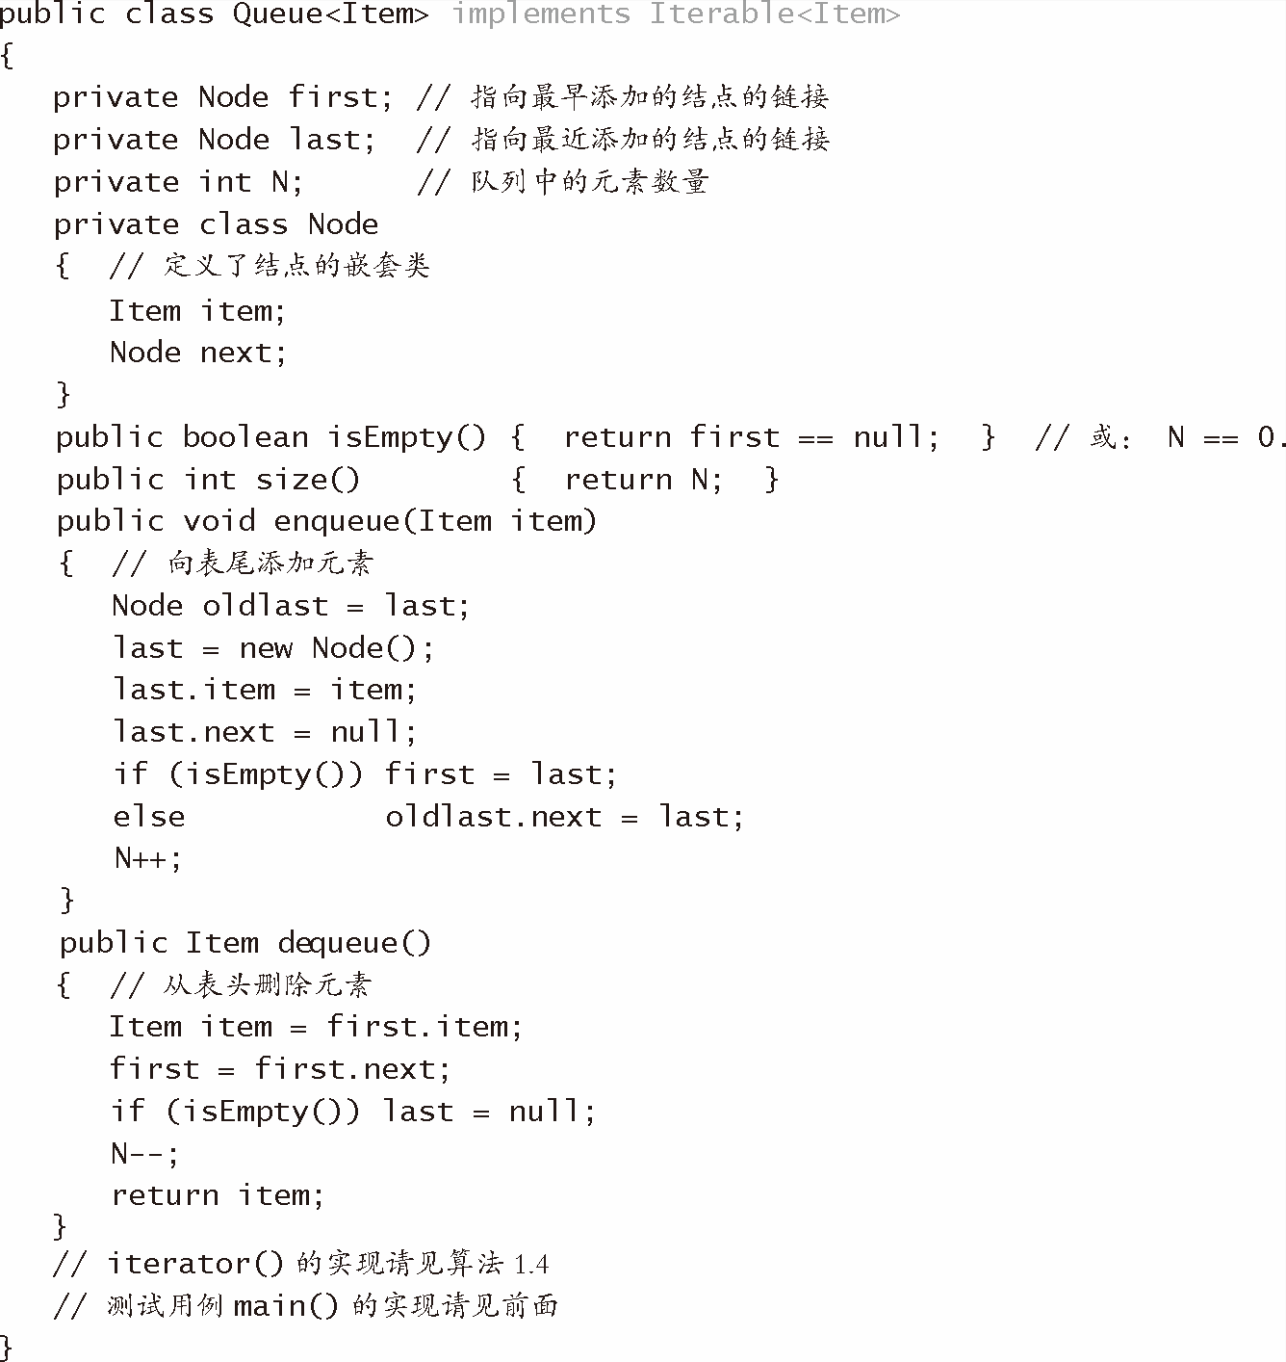 public class Queue<Item> implements Iterable<Item>
{
   private Node first; // 指向最早添加的结点的链接
   private Node last;  // 指向最近添加的结点的链接
   private int N;      // 队列中的元素数量
   private class Node
   {  // 定义了结点的嵌套类
      Item item;
      Node next;
   }
   public boolean isEmpty() {  return first == null;  }  // 或： N == 0.
   public int size()        {  return N;  }
   public void enqueue(Item item)
   {  // 向表尾添加元素
      Node oldlast = last;
      last = new Node();
      last.item = item;
      last.next = null;
      if (isEmpty()) first = last;
      else           oldlast.next = last;
      N++;
   }
   public Item dequeue()
   {  // 从表头删除元素
      Item item = first.item;
      first = first.next;
      if (isEmpty()) last = null;
      N--;
      return item;
   }
   // iterator() 的实现请见算法 1.4
   // 测试用例 main() 的实现请见前面
}